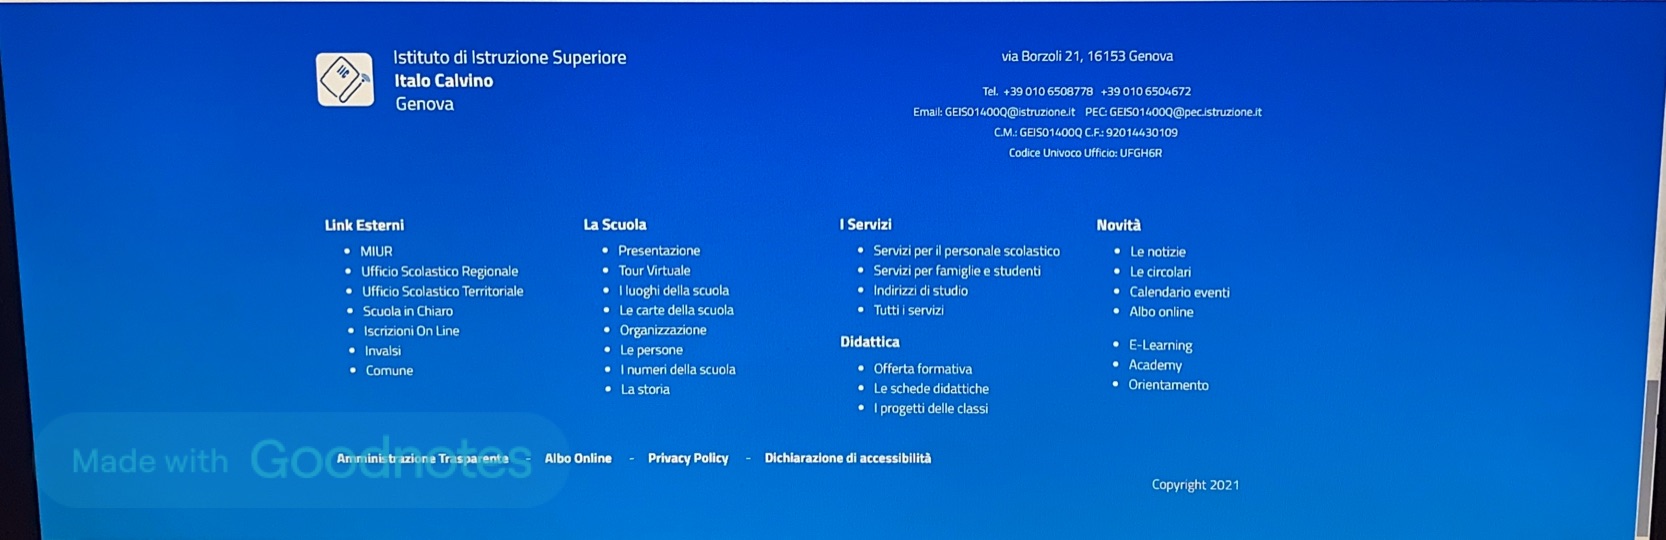 Istituto di Istruzione Superiore
Italo Calvino
Genova
via Borzoli 21, 16153 Genova
Tel. +39 010 6508778 +39 010 6504672
Email: GEIS01400Q@istruzione.it PEC: GEIS01400Q@pec.istruzione.it
C.M.: GEIS01400Q C.F.: 92014430109
Codice Univoco Ufficio: UFGH6R
Link Esterni
MIUR
Ufficio Scolastico Regionale
Ufficio Scolastico Territoriale
Scuola in Chiaro
Iscrizioni On Line
Invalsi
Comune
La Scuola
Presentazione
Tour Virtuale
I luoghi della scuola
Le carte della scuola
Organizzazione
Le persone
I numeri della scuola
La storia
I Servizi
Servizi per il personale scolastico
Servizi per famiglie e studenti
Indirizzi di studio
Tutti i servizi
Didattica
Offerta formativa
Le schede didattiche
I progetti delle classi
Novità
Le notizie
Le circolari
Calendario eventi
Albo online
E-Learning
Academy
Orientamento
Amministrazione Trasparente - Albo Online - Privacy Policy - Dichiarazione di accessibilità
Copyright 2021
Made with Goodnotes